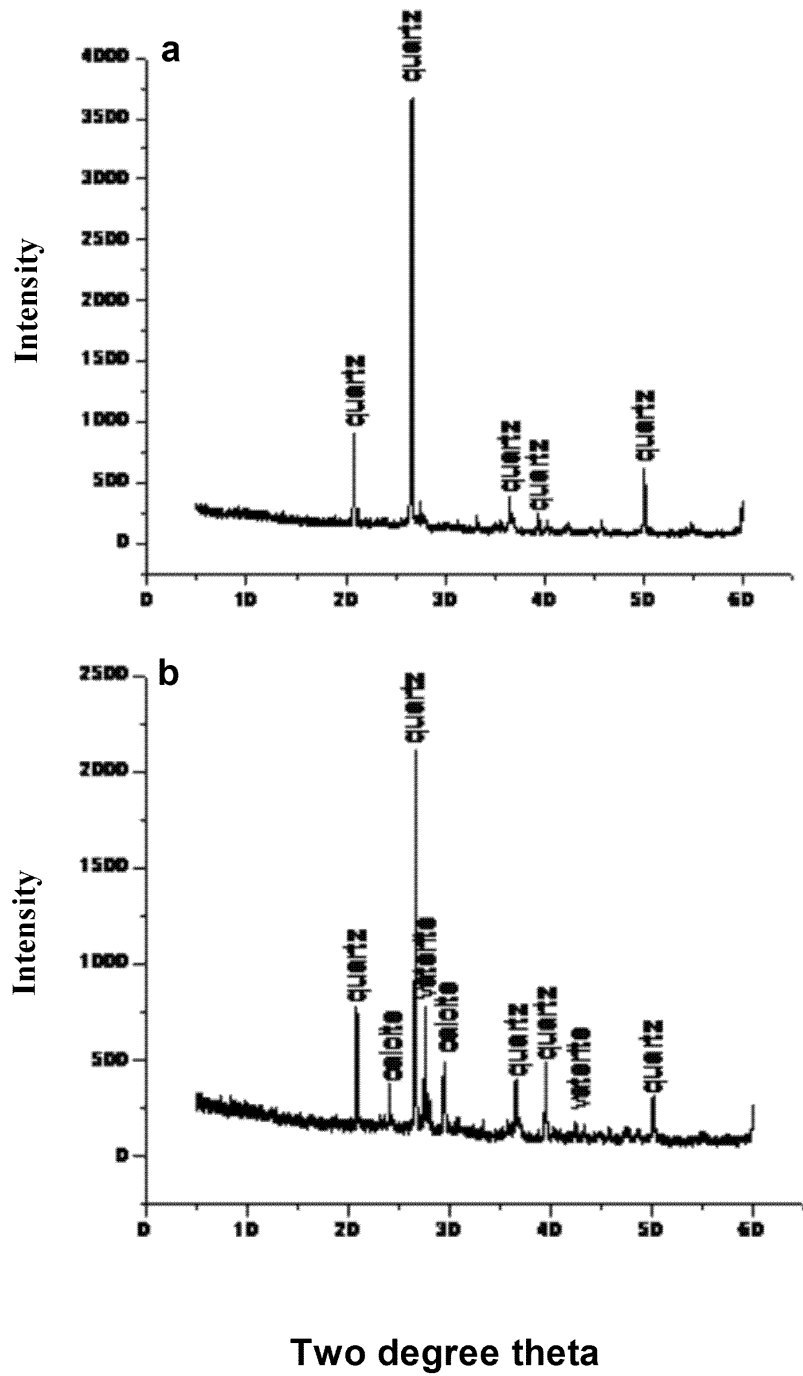 a
quartz
4000
3500
3000
2500
2000
1500
1000
500
0
Intensity
quartz
quartz
quartz
quartz
0 10 20 30 40 50 60
b
quartz
2500
2000
1500
1000
500
0
Intensity
quartz
calcite
vaterite
calcite
quartz
quartz
vaterite
quartz
0 10 20 30 40 50 60
Two degree theta